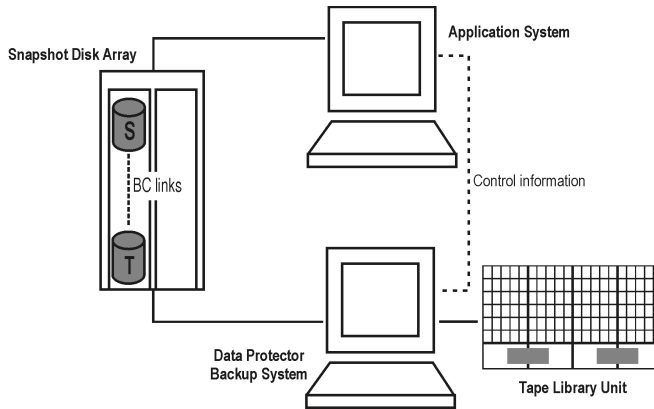 Application System
Snapshot Disk Array
S
BC links
Control information
T
Data Protector
Backup System
Tape Library Unit